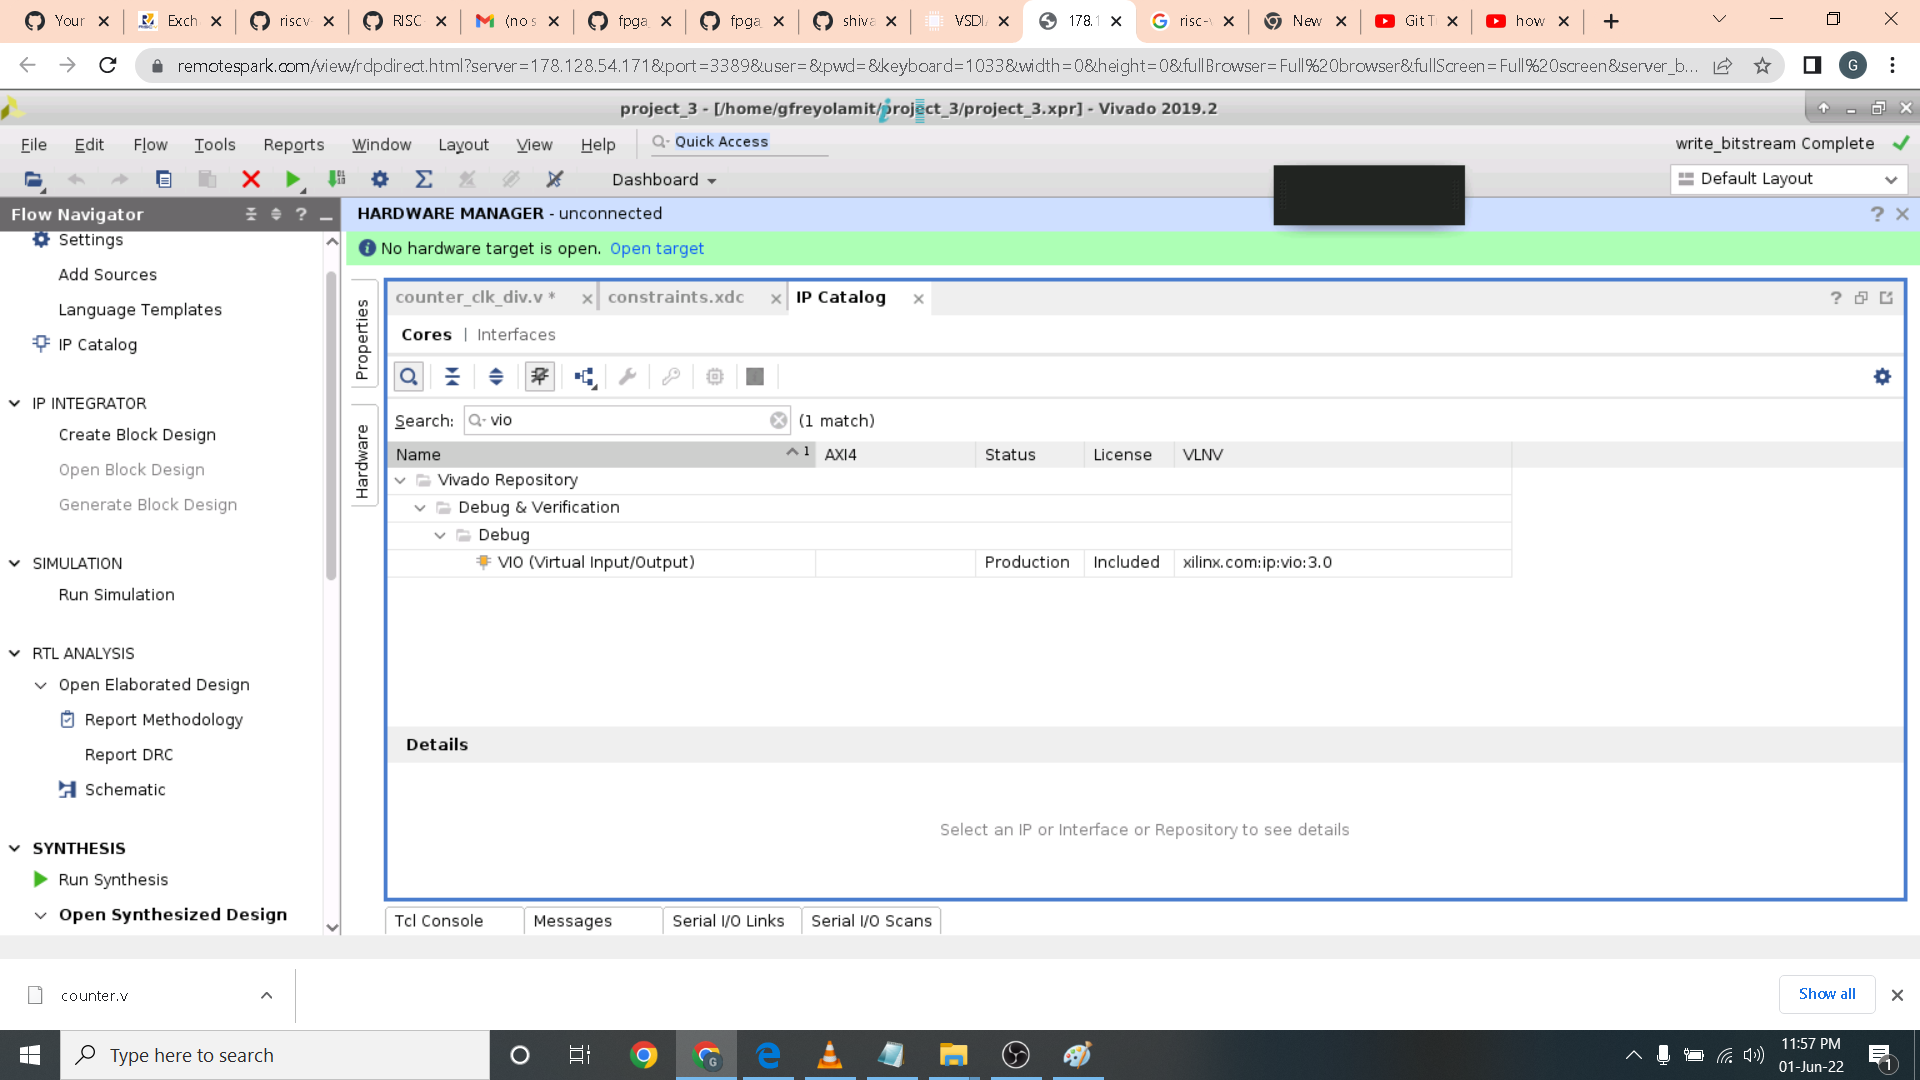 Your
Exch
riscv
RISC
(no s
fpga_
fpga_
shiva
VSDI
178.1
risc-v
New
Git T
how
remotespark.com/view/rdpdirect.html?server=178.128.54.171&port=3389&user=&pwd=&keyboard=1033&width=0&height=0&fullBrowser=Full%20browser&fullScreen=Full%20screen&server_b...
G
project_3 - [/home/gfreyolamit/project_3/project_3.xpr] - Vivado 2019.2
File Edit Flow Tools Reports Window Layout View Help
Quick Access
write_bitstream Complete
Dashboard
Default Layout
Flow Navigator
HARDWARE MANAGER - unconnected
No hardware target is open. Open target
Settings
Add Sources
Language Templates
IP Catalog
IP INTEGRATOR
Create Block Design
Open Block Design
Generate Block Design
SIMULATION
Run Simulation
RTL ANALYSIS
Open Elaborated Design
Report Methodology
Report DRC
Schematic
SYNTHESIS
Run Synthesis
Open Synthesized Design
Properties
Hardware
counter_clk_div.v *
constraints.xdc
IP Catalog
Cores | Interfaces
Search: vio (1 match)
Name 1 AXI4 Status License VLNV
Vivado Repository
Debug & Verification
Debug
VIO (Virtual Input/Output) Production Included xilinx.com:ip:vio:3.0
Details
Select an IP or Interface or Repository to see details
Tcl Console Messages Serial I/O Links Serial I/O Scans
counter.v
Show all
Type here to search
11:57 PM
01-Jun-22
1